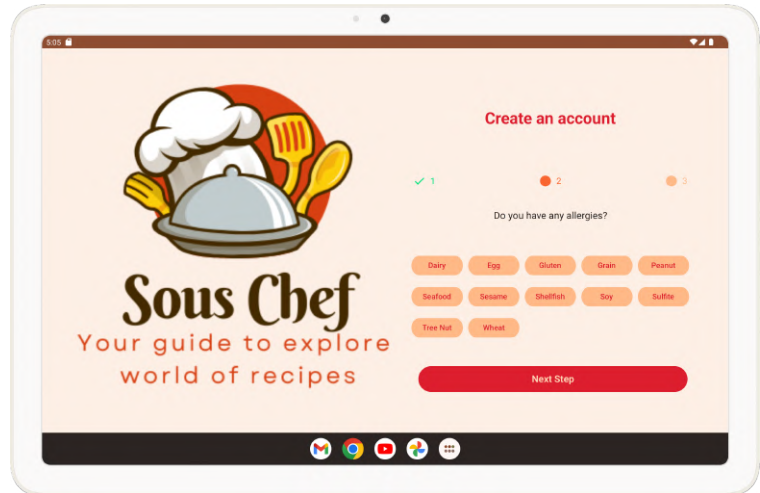 5:05
Sous Chef
Your guide to explore
world of recipes
Create an account
1 2 3
Do you have any allergies?
Dairy Egg Gluten Grain Peanut
Seafood Sesame Shellfish Soy Sulfite
Tree Nut Wheat
Next Step